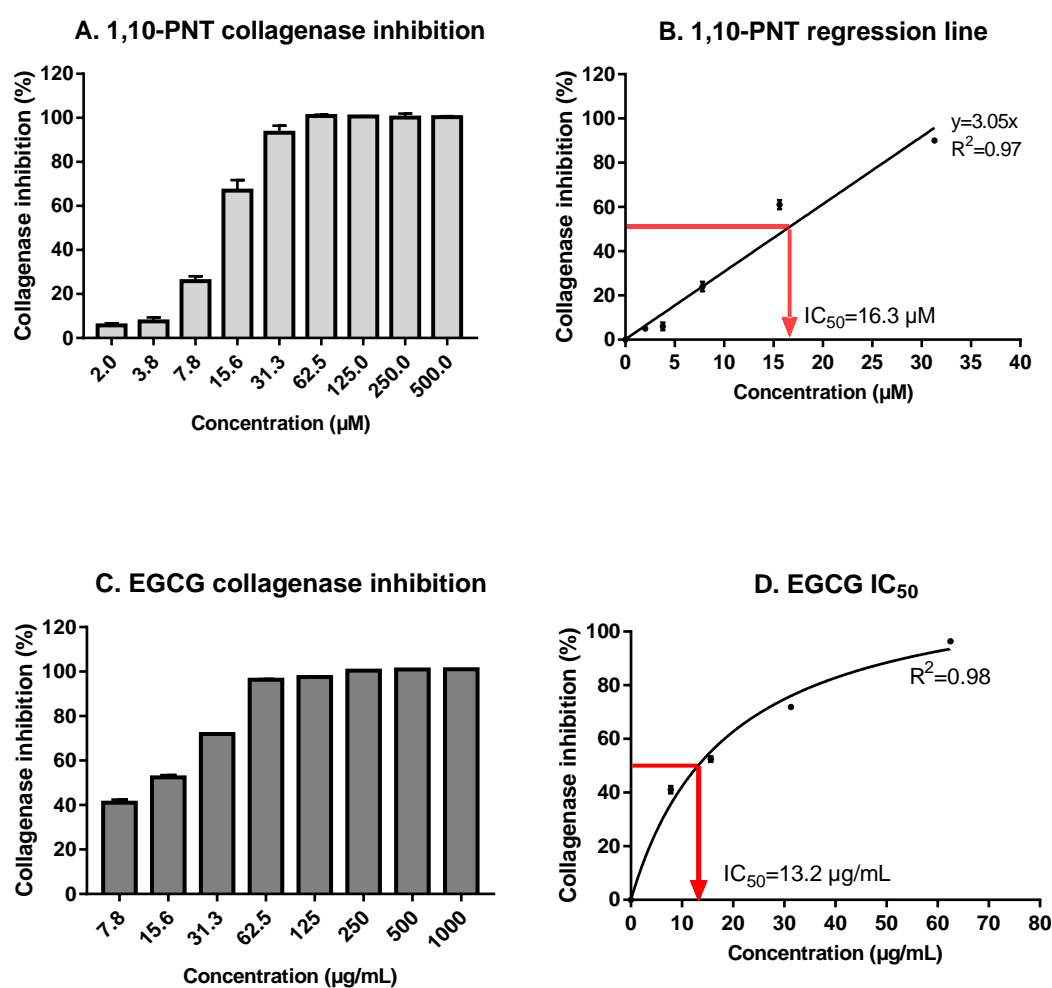 A. 1,10-PNT collagenase inhibition
Collagenase inhibition (%)
120
100
80
60
40
20
0
2.0 3.8 7.8 15.6 31.3 62.5 125.0 250.0 500.0
Concentration (µM)
B. 1,10-PNT regression line
Collagenase inhibition (%)
120
100
80
60
40
20
0
y=3.05x
R²=0.97
IC₅₀=16.3 µM
0 5 10 15 20 25 30 35 40
Concentration (µM)
C. EGCG collagenase inhibition
Collagenase inhibition (%)
120
100
80
60
40
20
0
7.8 15.6 31.3 62.5 125 250 500 1000
Concentration (µg/mL)
D. EGCG IC₅₀
Collagenase inhibition (%)
100
80
60
40
20
0
R²=0.98
IC₅₀=13.2 µg/mL
0 10 20 30 40 50 60 70 80
Concentration (µg/mL)